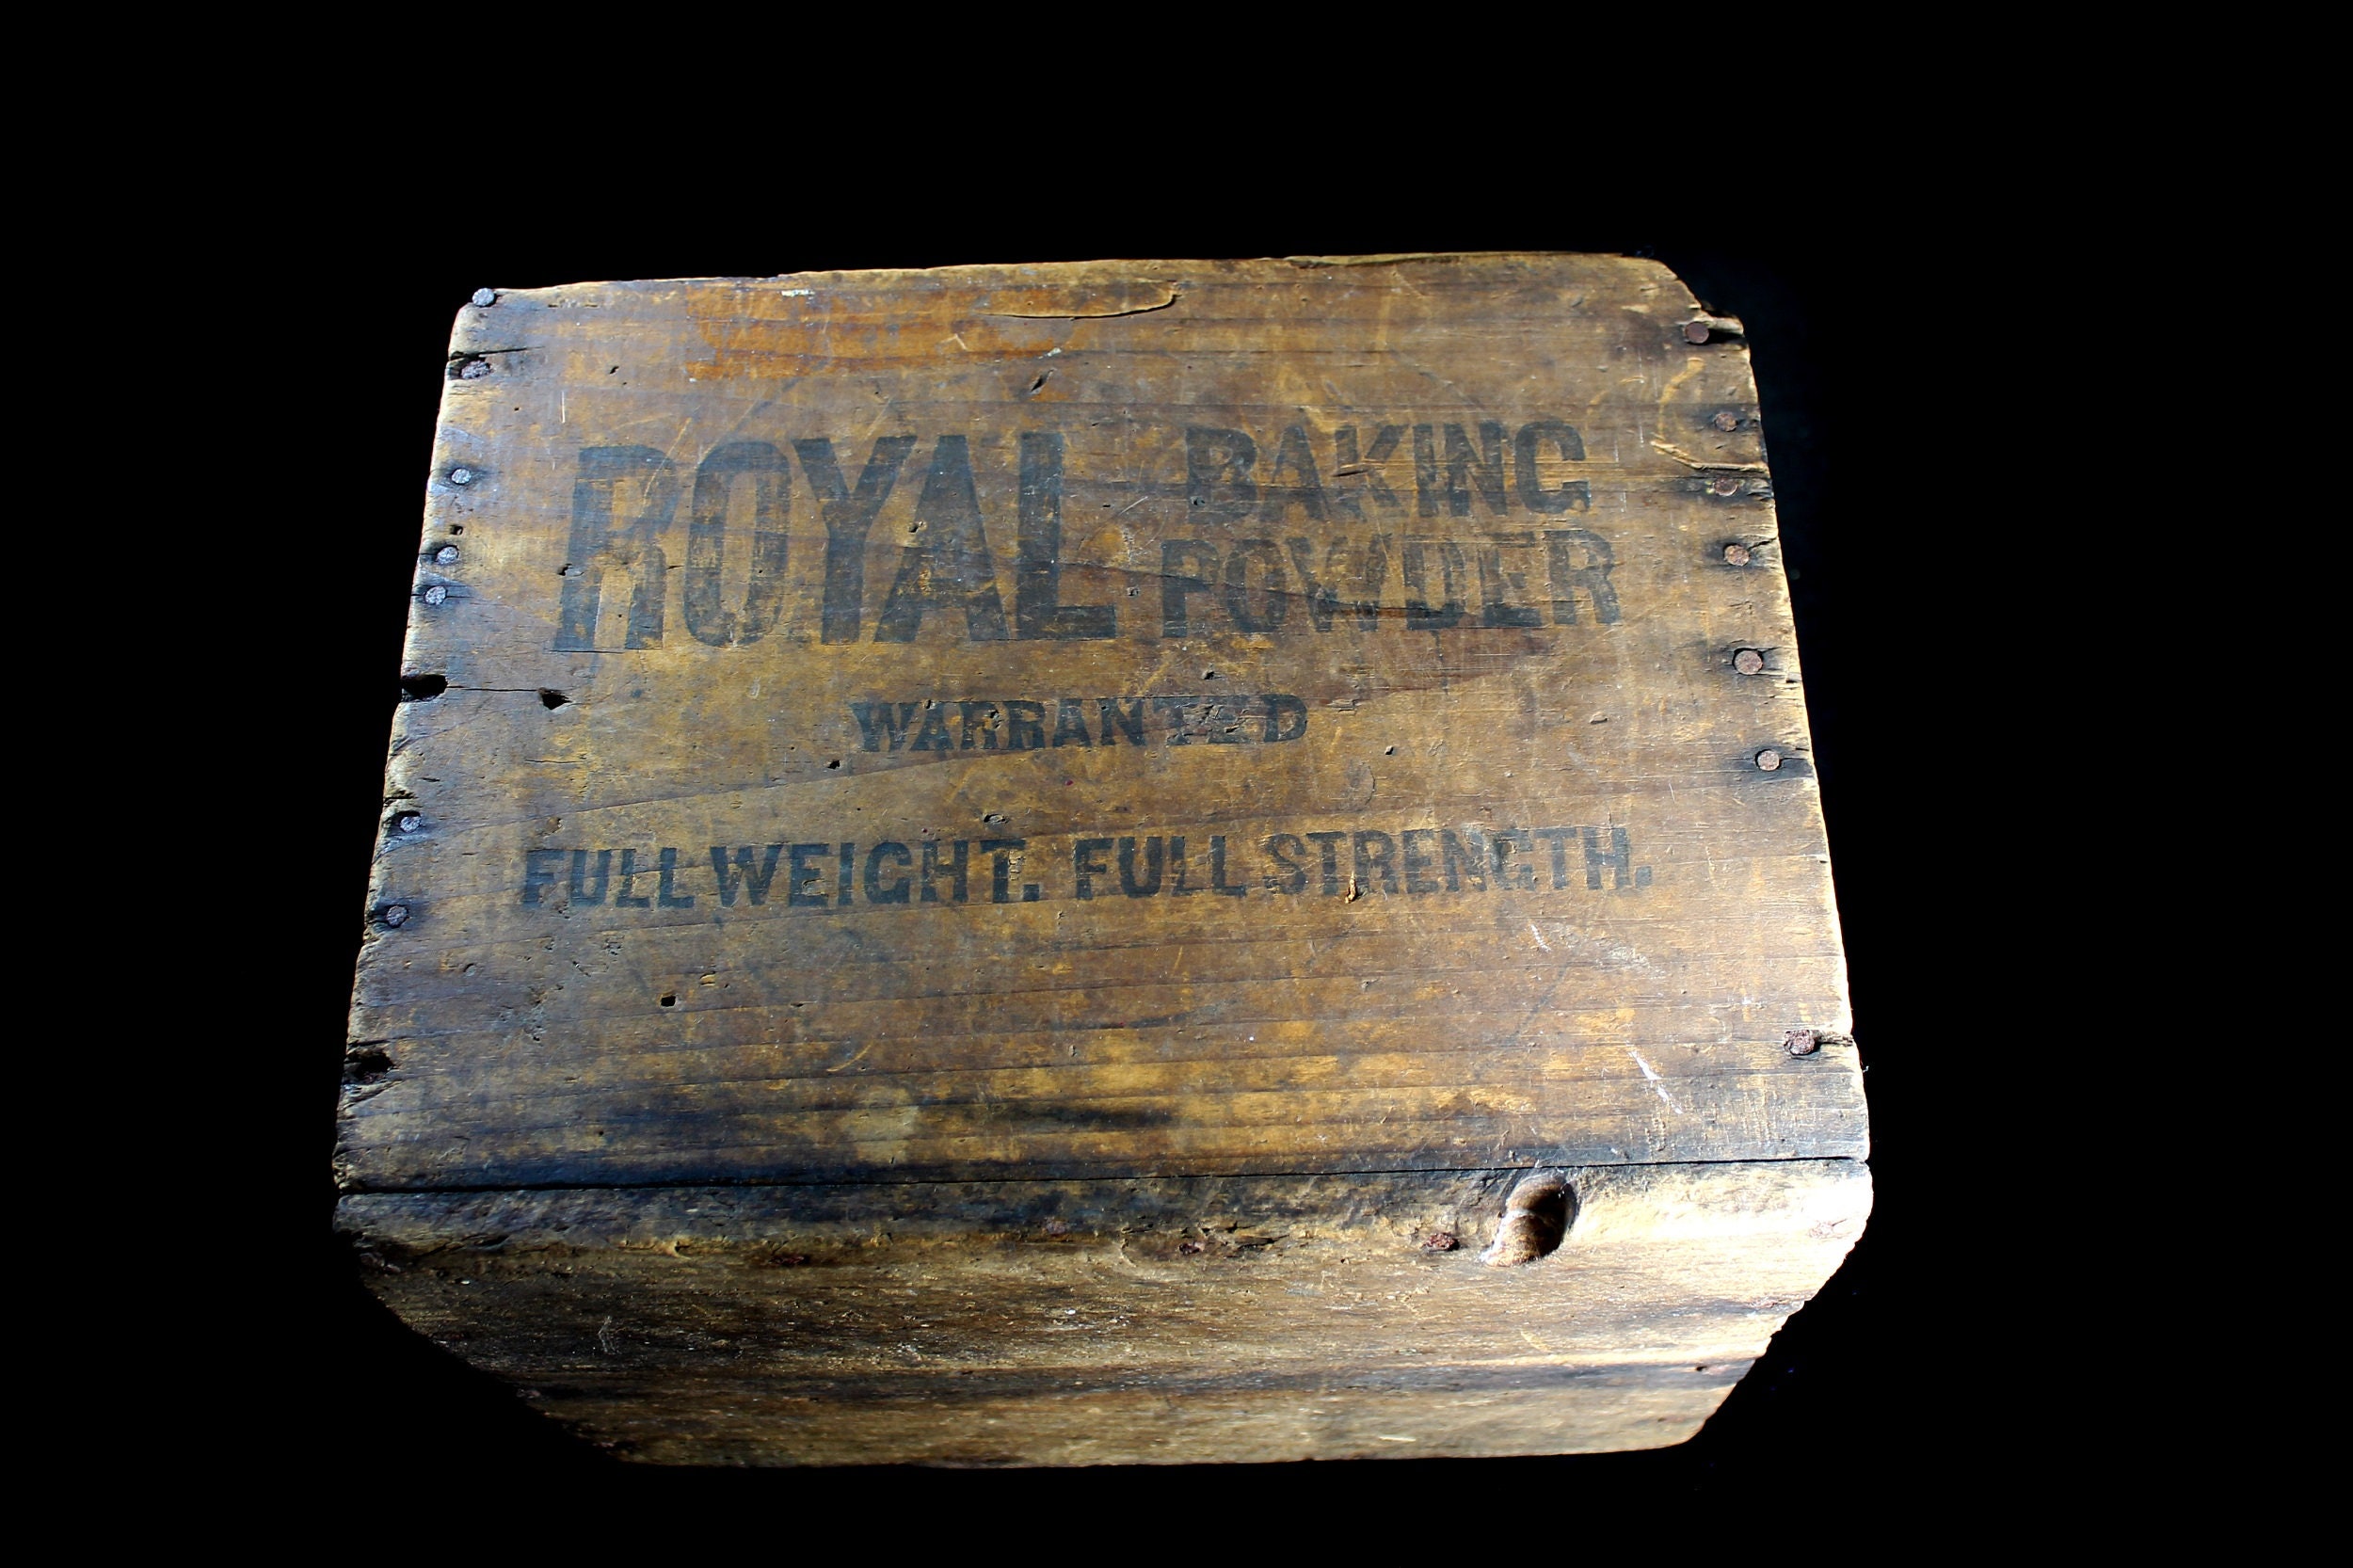 ROYAL BAKING
POWDER
WARRANTED
FULL WEIGHT. FULL STRENGTH.